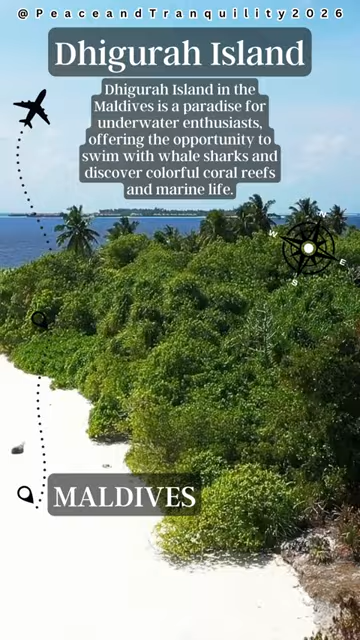 @PeaceandTranquility2026
Dhigurah Island
Dhigurah Island in the
Maldives is a paradise for
underwater enthusiasts,
offering the opportunity to
swim with whale sharks and
discover colorful coral reefs
and marine life.
N
W
E
S
MALDIVES